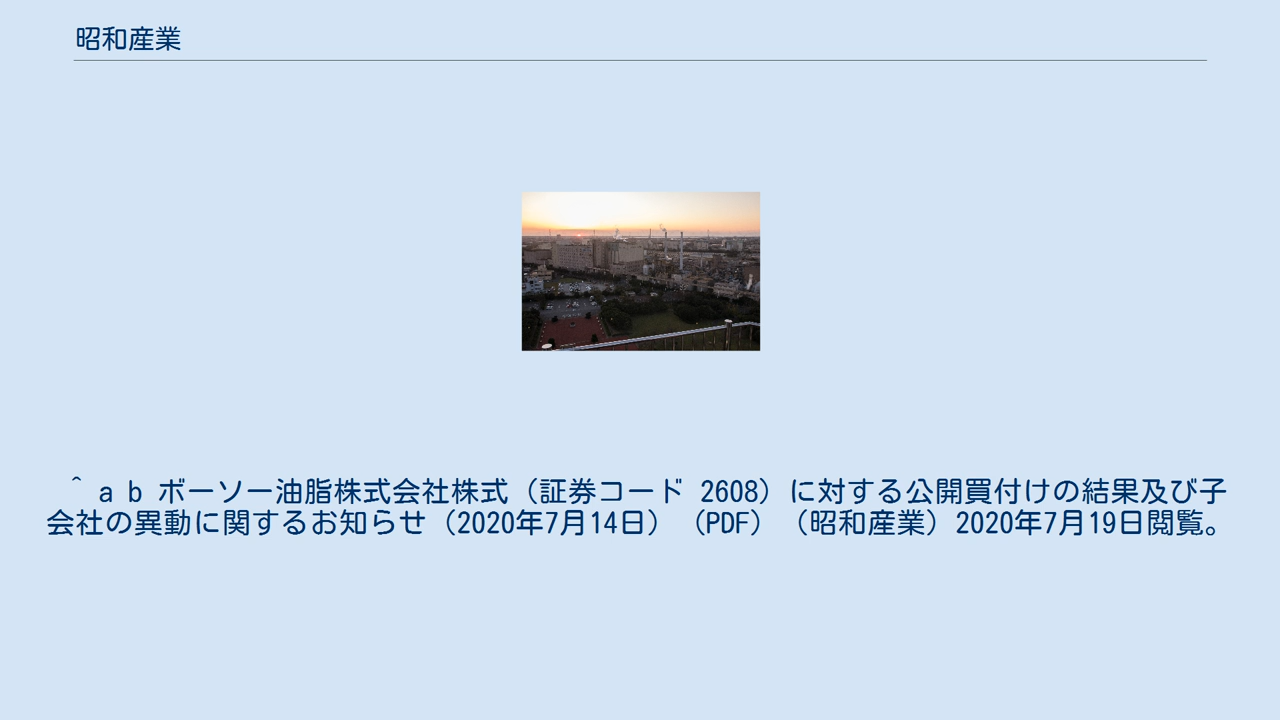 昭和産業
^ a b ボーソー油脂株式会社株式（証券コード 2608）に対する公開買付けの結果及び子
会社の異動に関するお知らせ（2020年7月14日）（PDF）（昭和産業）2020年7月19日閲覧。